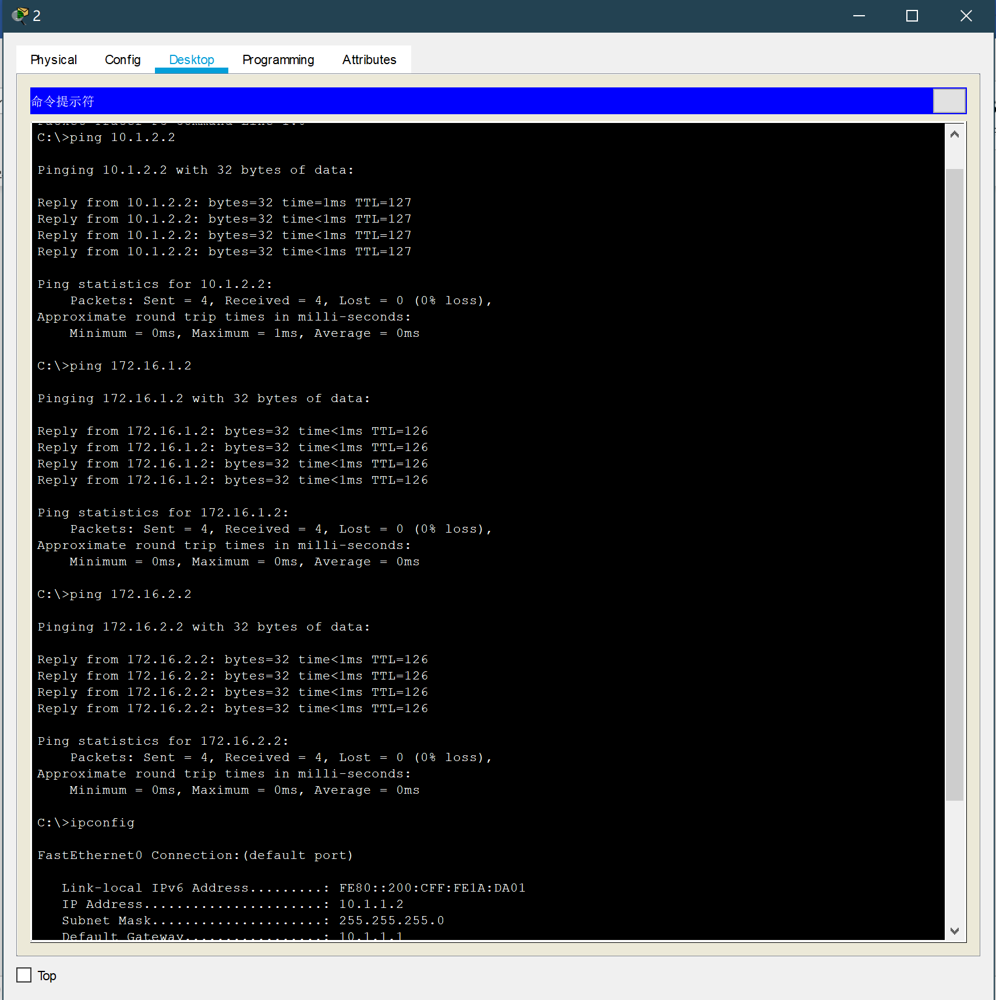 2
Physical Config Desktop Programming Attributes
命令提示符
Packet Tracer PC Command Line 1.0
C:\>ping 10.1.2.2
Pinging 10.1.2.2 with 32 bytes of data:
Reply from 10.1.2.2: bytes=32 time=1ms TTL=127
Reply from 10.1.2.2: bytes=32 time<1ms TTL=127
Reply from 10.1.2.2: bytes=32 time<1ms TTL=127
Reply from 10.1.2.2: bytes=32 time<1ms TTL=127
Ping statistics for 10.1.2.2:
Packets: Sent = 4, Received = 4, Lost = 0 (0% loss),
Approximate round trip times in milli-seconds:
Minimum = 0ms, Maximum = 1ms, Average = 0ms
C:\>ping 172.16.1.2
Pinging 172.16.1.2 with 32 bytes of data:
Reply from 172.16.1.2: bytes=32 time<1ms TTL=126
Reply from 172.16.1.2: bytes=32 time<1ms TTL=126
Reply from 172.16.1.2: bytes=32 time<1ms TTL=126
Reply from 172.16.1.2: bytes=32 time<1ms TTL=126
Ping statistics for 172.16.1.2:
Packets: Sent = 4, Received = 4, Lost = 0 (0% loss),
Approximate round trip times in milli-seconds:
Minimum = 0ms, Maximum = 0ms, Average = 0ms
C:\>ping 172.16.2.2
Pinging 172.16.2.2 with 32 bytes of data:
Reply from 172.16.2.2: bytes=32 time<1ms TTL=126
Reply from 172.16.2.2: bytes=32 time<1ms TTL=126
Reply from 172.16.2.2: bytes=32 time<1ms TTL=126
Reply from 172.16.2.2: bytes=32 time<1ms TTL=126
Ping statistics for 172.16.2.2:
Packets: Sent = 4, Received = 4, Lost = 0 (0% loss),
Approximate round trip times in milli-seconds:
Minimum = 0ms, Maximum = 0ms, Average = 0ms
C:\>ipconfig
FastEthernet0 Connection:(default port)
Link-local IPv6 Address.........: FE80::200:CFF:FE1A:DA01
IP Address......................: 10.1.1.2
Subnet Mask.....................: 255.255.255.0
Default Gateway.................: 10.1.1.1
Top